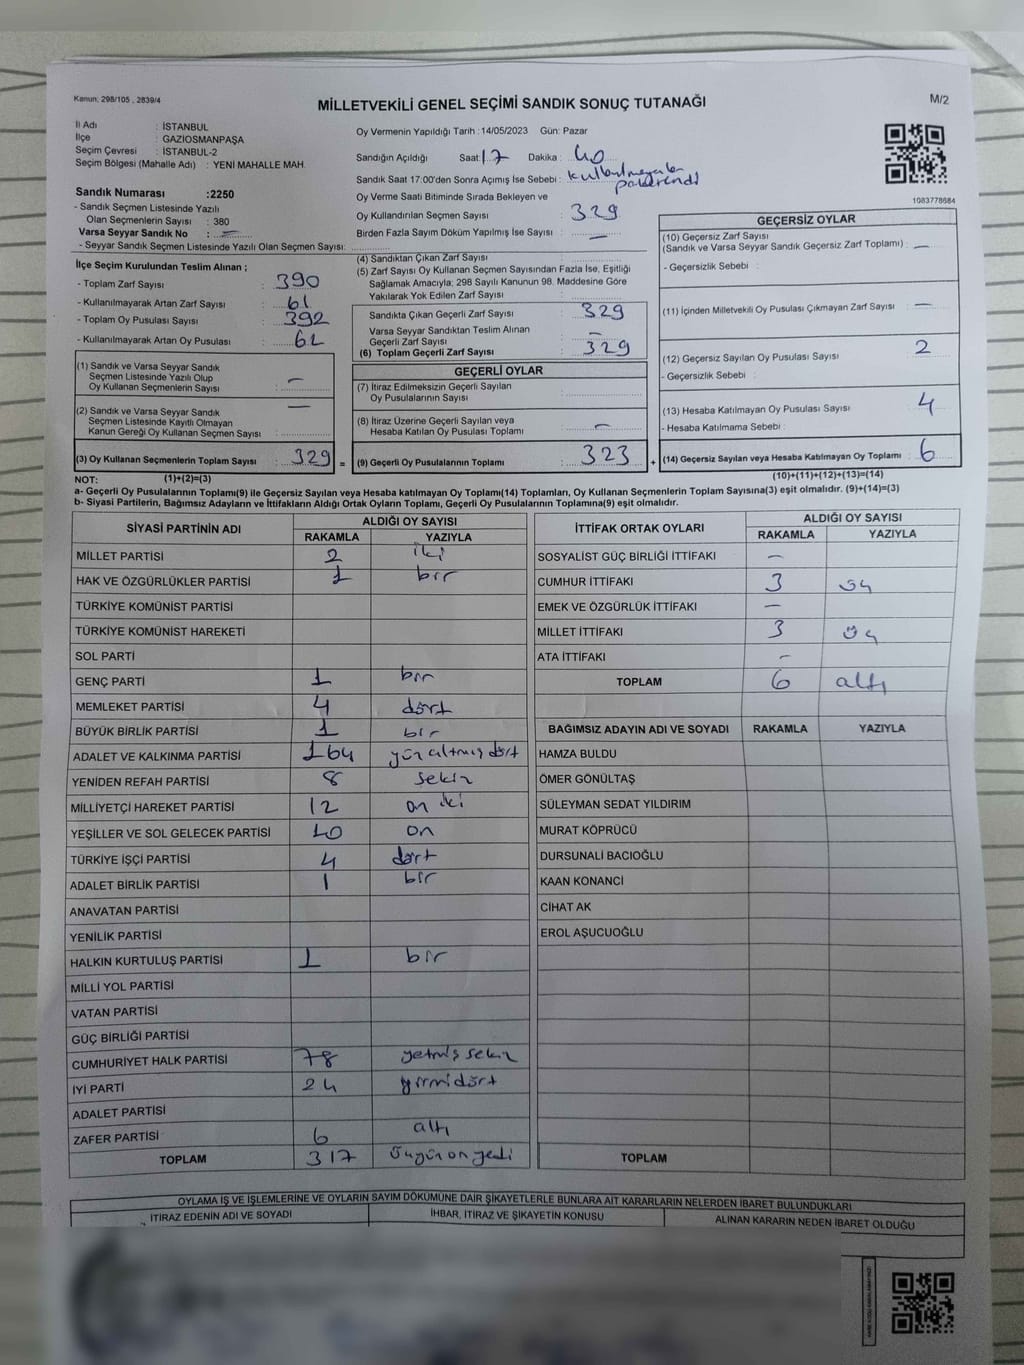 Kanun: 298/105 , 2839/4
MİLLETVEKİLİ GENEL SEÇİMİ SANDIK SONUÇ TUTANAĞI
M/2
İl Adı : İSTANBUL
İlçe : GAZİOSMANPAŞA
Seçim Çevresi : İSTANBUL-2
Seçim Bölgesi (Mahalle Adı) : YENİ MAHALLE MAH.
Oy Vermenin Yapıldığı Tarih : 14/05/2023 Gün: Pazar
Sandığın Açıldığı Saat: 17 Dakika : 40
Sandık Saat 17:00'den Sonra Açımış İse Sebebi :
Oy Verme Saati Bitiminde Sırada Bekleyen ve
Oy Kullandırılan Seçmen Sayısı : 329
Birden Fazla Sayım Döküm Yapılmış İse Sayısı : —
1083778684
Sandık Numarası :2250
- Sandık Seçmen Listesinde Yazılı
Olan Seçmenlerin Sayısı : 380
Varsa Seyyar Sandık No : —
- Seyyar Sandık Seçmen Listesinde Yazılı Olan Seçmen Sayısı:
İlçe Seçim Kurulundan Teslim Alınan ;
- Toplam Zarf Sayısı : 390
- Kullanılmayarak Artan Zarf Sayısı : 61
- Toplam Oy Pusulası Sayısı : 392
- Kullanılmayarak Artan Oy Pusulası : 62
(1) Sandık ve Varsa Seyyar Sandık
Seçmen Listesinde Yazılı Olup
Oy Kullanan Seçmenlerin Sayısı : —
(2) Sandık ve Varsa Seyyar Sandık
Seçmen Listesinde Kayıtlı Olmayan
Kanun Gereği Oy Kullanan Seçmen Sayısı : —
(3) Oy Kullanan Seçmenlerin Toplam Sayısı : 329 =
(4) Sandıktan Çıkan Zarf Sayısı :
(5) Zarf Sayısı Oy Kullanan Seçmen Sayısından Fazla İse, Eşitliği
Sağlamak Amacıyla; 298 Sayılı Kanunun 98. Maddesine Göre
Yakılarak Yok Edilen Zarf Sayısı :
Sandıkta Çıkan Geçerli Zarf Sayısı : 329
Varsa Seyyar Sandıktan Teslim Alınan
Geçerli Zarf Sayısı : —
(6) Toplam Geçerli Zarf Sayısı : 329
GEÇERLİ OYLAR
(7) İtiraz Edilmeksizin Geçerli Sayılan
Oy Pusulalarının Sayısı :
(8) İtiraz Üzerine Geçerli Sayılan veya
Hesaba Katılan Oy Pusulası Toplamı : —
(9) Geçerli Oy Pusulalarının Toplamı : 323 +
GEÇERSİZ OYLAR
(10) Geçersiz Zarf Sayısı
(Sandık ve Varsa Seyyar Sandık Geçersiz Zarf Toplamı) : —
- Geçersizlik Sebebi :
(11) İçinden Milletvekili Oy Pusulası Çıkmayan Zarf Sayısı : —
(12) Geçersiz Sayılan Oy Pusulası Sayısı : 2
- Geçersizlik Sebebi :
(13) Hesaba Katılmayan Oy Pusulası Sayısı : 4
- Hesaba Katılmama Sebebi :
(14) Geçersiz Sayılan veya Hesaba Katılmayan Oy Toplamı : 6
NOT: (1)+(2)=(3) (10)+(11)+(12)+(13)=(14)
a- Geçerli Oy Pusulalarının Toplamı(9) ile Geçersiz Sayılan veya Hesaba katılmayan Oy Toplamı(14) Toplamları, Oy Kullanan Seçmenlerin Toplam Sayısına(3) eşit olmalıdır. (9)+(14)=(3)
b- Siyasi Partilerin, Bağımsız Adayların ve İttifakların Aldığı Ortak Oyların Toplamı, Geçerli Oy Pusulalarının Toplamına(9) eşit olmalıdır.
SİYASİ PARTİNİN ADI ALDIĞI OY SAYISI
RAKAMLA YAZIYLA
MİLLET PARTİSİ 2 iki
HAK VE ÖZGÜRLÜKLER PARTİSİ 1 bir
TÜRKİYE KOMÜNİST PARTİSİ
TÜRKİYE KOMÜNİST HAREKETİ
SOL PARTİ
GENÇ PARTİ 1 bir
MEMLEKET PARTİSİ 4 dört
BÜYÜK BİRLİK PARTİSİ 1 bir
ADALET VE KALKINMA PARTİSİ 164 yüz altmış dört
YENİDEN REFAH PARTİSİ 8 sekiz
MİLLİYETÇİ HAREKET PARTİSİ 12 on iki
YEŞİLLER VE SOL GELECEK PARTİSİ 10 on
TÜRKİYE İŞÇİ PARTİSİ 4 dört
ADALET BİRLİK PARTİSİ 1 bir
ANAVATAN PARTİSİ
YENİLİK PARTİSİ
HALKIN KURTULUŞ PARTİSİ 1 bir
MİLLİ YOL PARTİSİ
VATAN PARTİSİ
GÜÇ BİRLİĞİ PARTİSİ
CUMHURİYET HALK PARTİSİ 78 yetmiş sekiz
İYİ PARTİ 24 yirmidört
ADALET PARTİSİ
ZAFER PARTİSİ 6 altı
TOPLAM 317 üçyüz on yedi
İTTİFAK ORTAK OYLARI ALDIĞI OY SAYISI
RAKAMLA YAZIYLA
SOSYALİST GÜÇ BİRLİĞİ İTTİFAKI —
CUMHUR İTTİFAKI 3 üç
EMEK VE ÖZGÜRLÜK İTTİFAKI —
MİLLET İTTİFAKI 3 üç
ATA İTTİFAKI -
TOPLAM 6 altı
BAĞIMSIZ ADAYIN ADI VE SOYADI RAKAMLA YAZIYLA
HAMZA BULDU
ÖMER GÖNÜLTAŞ
SÜLEYMAN SEDAT YILDIRIM
MURAT KÖPRÜCÜ
DURSUNALİ BACIOĞLU
KAAN KONANCİ
CİHAT AK
EROL AŞUCUOĞLU
TOPLAM
OYLAMA İŞ VE İŞLEMLERİNE VE OYLARIN SAYIM DÖKÜMÜNE DAİR ŞİKAYETLERLE BUNLARA AİT KARARLARIN NELERDEN İBARET BULUNDUKLARI
İTİRAZ EDENİN ADI VE SOYADI İHBAR, İTİRAZ VE ŞİKAYETİN KONUSU ALINAN KARARIN NEDEN İBARET OLDUĞU